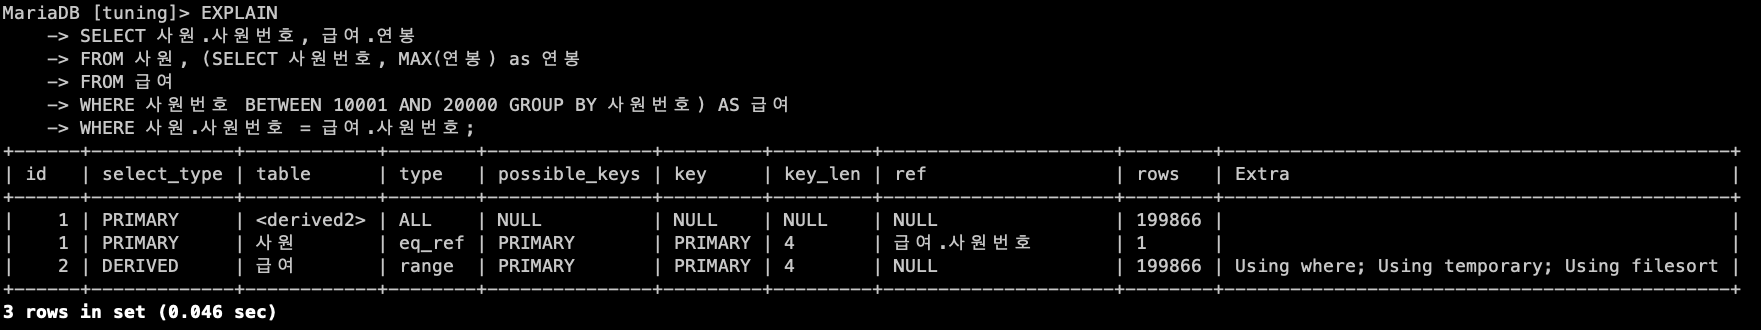 MariaDB [tuning]> EXPLAIN
    -> SELECT 사원.사원번호, 급여.연봉
    -> FROM 사원, (SELECT 사원번호, MAX(연봉) as 연봉
    -> FROM 급여
    -> WHERE 사원번호 BETWEEN 10001 AND 20000 GROUP BY 사원번호) AS 급여
    -> WHERE 사원.사원번호 = 급여.사원번호;
+------+-------------+------------+--------+---------------+---------+---------+---------------------+--------+----------------------------------------------+
| id   | select_type | table      | type   | possible_keys | key     | key_len | ref                 | rows   | Extra                                        |
+------+-------------+------------+--------+---------------+---------+---------+---------------------+--------+----------------------------------------------+
|    1 | PRIMARY     | <derived2> | ALL    | NULL          | NULL    | NULL    | NULL                | 199866 |                                              |
|    1 | PRIMARY     | 사원       | eq_ref | PRIMARY       | PRIMARY | 4       | 급여.사원번호       | 1      |                                              |
|    2 | DERIVED     | 급여       | range  | PRIMARY       | PRIMARY | 4       | NULL                | 199866 | Using where; Using temporary; Using filesort |
+------+-------------+------------+--------+---------------+---------+---------+---------------------+--------+----------------------------------------------+
3 rows in set (0.046 sec)